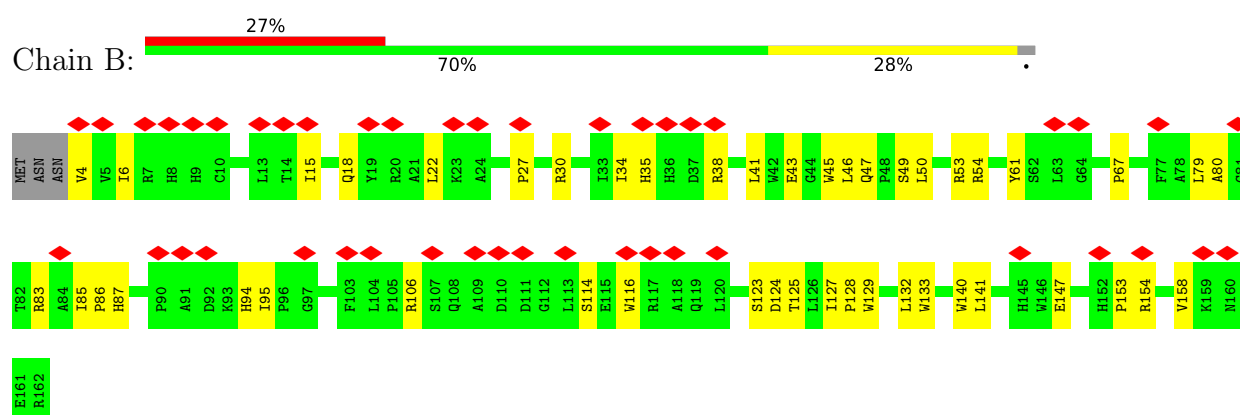 27%
Chain B:
70% 28% •
MET ASN ASN V4 V5 I6 R7 H8 H9 C10 L13 T14 I15 Q18 Y19 R20 A21 L22 K23 A24 P27 R30 I33 I34 H35 H36 D37 R38 L41 W42 E43 G44 W45 L46 Q47 P48 S49 L50 R53 R54 Y61 S62 L63 G64 P67 F77 A78 L79 A80 G81
T82 R83 A84 I85 P86 H87 P90 A91 D92 K93 H94 I95 P96 G97 F103 L104 P105 R106 S107 Q108 A109 D110 D111 G112 L113 S114 E115 W116 R117 A118 Q119 L120 S123 D124 T125 L126 I127 P128 W129 L132 W133 W140 L141 H145 W146 E147 H152 P153 R154 V158 K159 N160
E161 R162